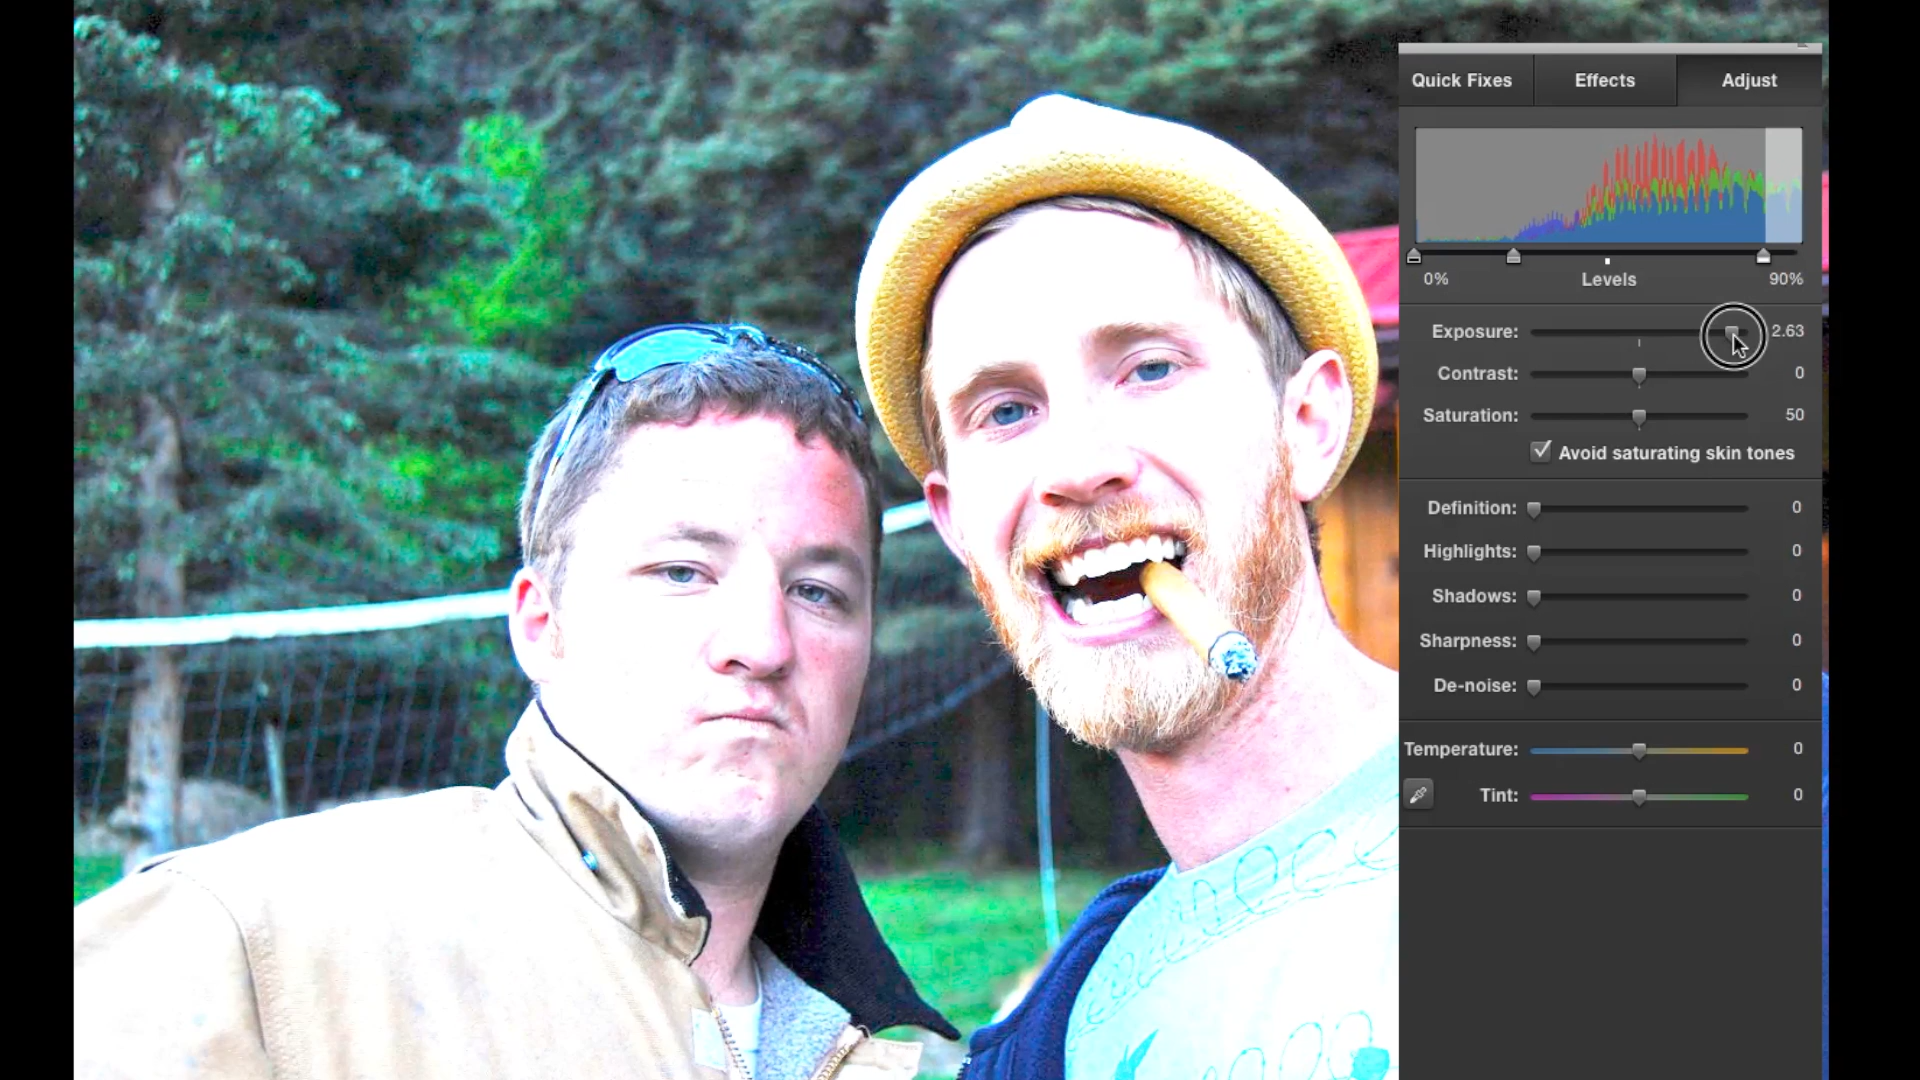 Quick Fixes Effects Adjust
0% Levels 90%
Exposure: 2.63
Contrast: 0
Saturation: 50
Avoid saturating skin tones
Definition: 0
Highlights: 0
Shadows: 0
Sharpness: 0
De-noise: 0
Temperature: 0
Tint: 0